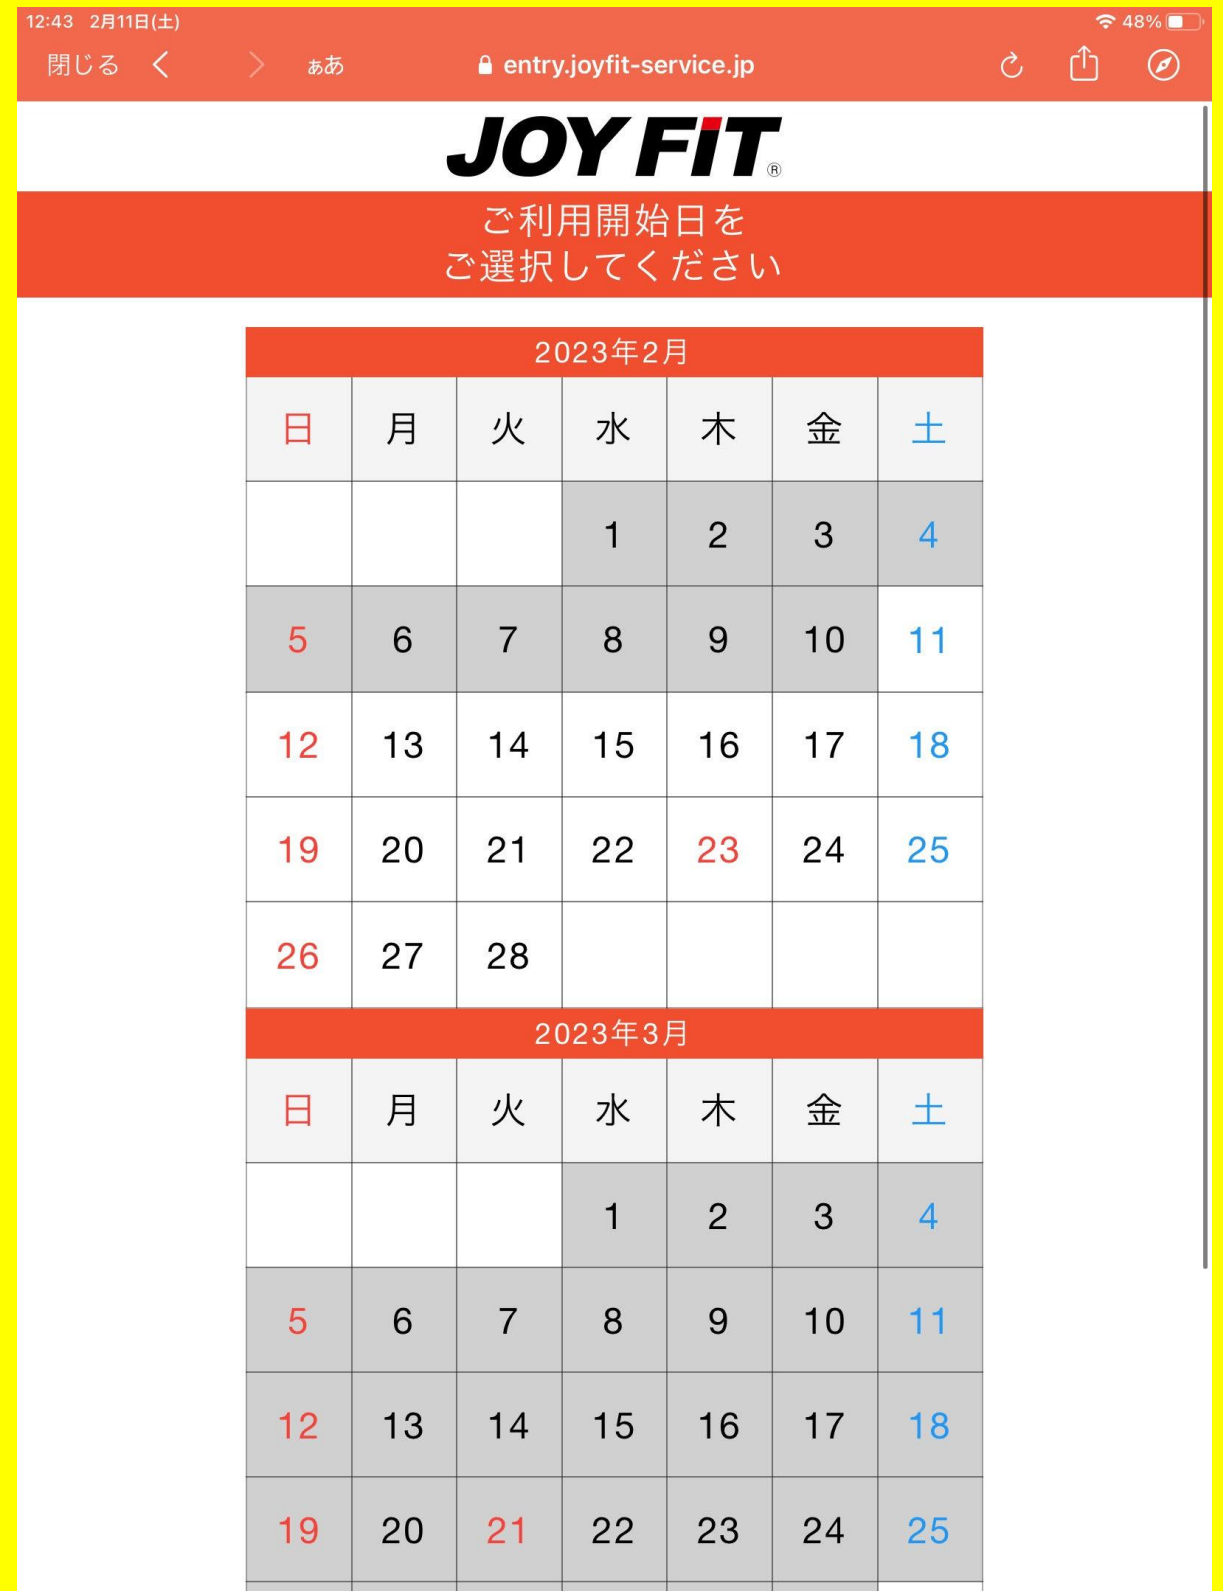 12:43 2月11日(土) 48%
閉じる ぁあ entry.joyfit-service.jp
JOYFiT®
ご利用開始日を
ご選択してください
2023年2月
日 月 火 水 木 金 土
1 2 3 4
5 6 7 8 9 10 11
12 13 14 15 16 17 18
19 20 21 22 23 24 25
26 27 28
2023年3月
日 月 火 水 木 金 土
1 2 3 4
5 6 7 8 9 10 11
12 13 14 15 16 17 18
19 20 21 22 23 24 25